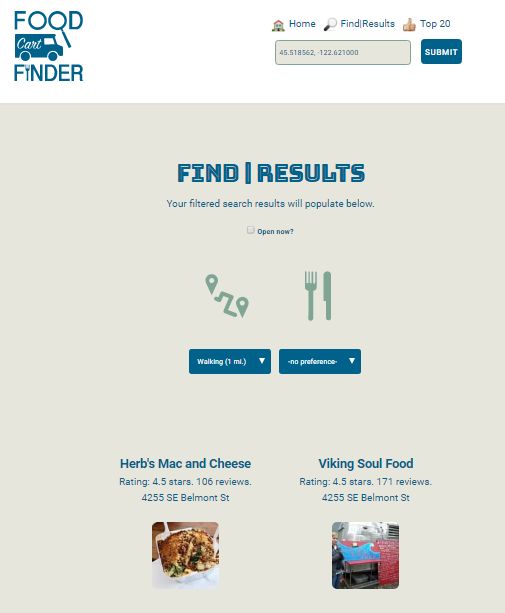 FOOD
Cart
FINDER
Home Find|Results Top 20
45.518562, -122.621000 SUBMIT
FIND | RESULTS
Your filtered search results will populate below.
Open now?
Walking (1 mi.) ▼ -no preference- ▼
Herb's Mac and Cheese
Rating: 4.5 stars. 106 reviews.
4255 SE Belmont St
Viking Soul Food
Rating: 4.5 stars. 171 reviews.
4255 SE Belmont St